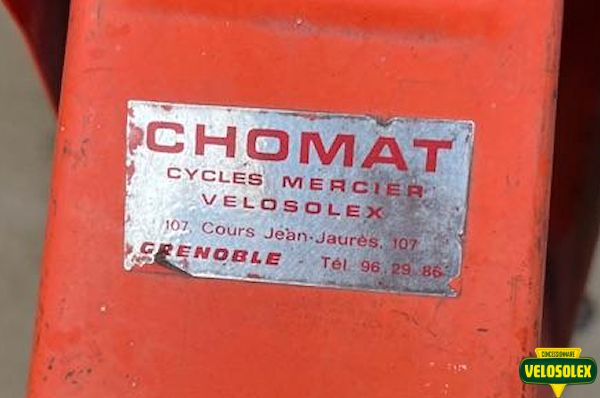 CHOMAT
CYCLES MERCIER
VELOSOLEX
107, Cours Jean-Jaurès, 107
GRENOBLE Tél 96.29.86
CONCESSIONNAIRE
VELOSOLEX